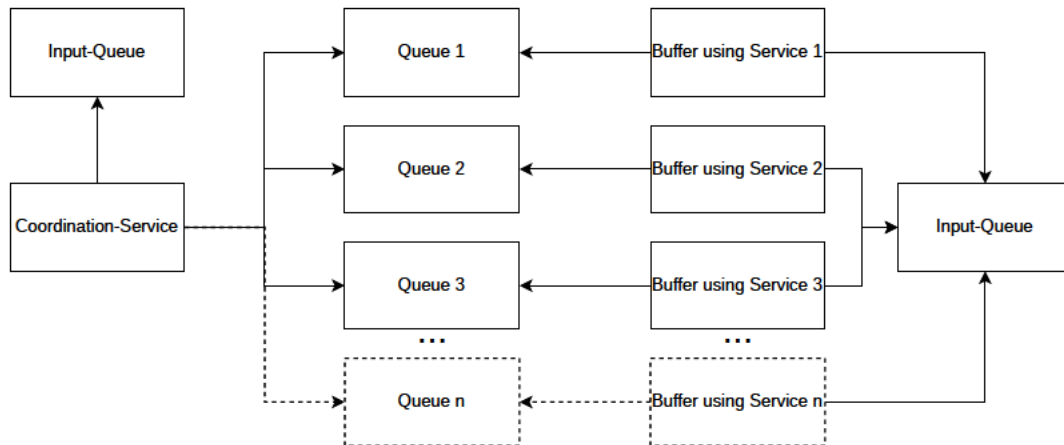 Input-Queue
Queue 1
Buffer using Service 1
Queue 2
Buffer using Service 2
Coordination-Service
Input-Queue
Queue 3
Buffer using Service 3
...
...
Queue n
Buffer using Service n